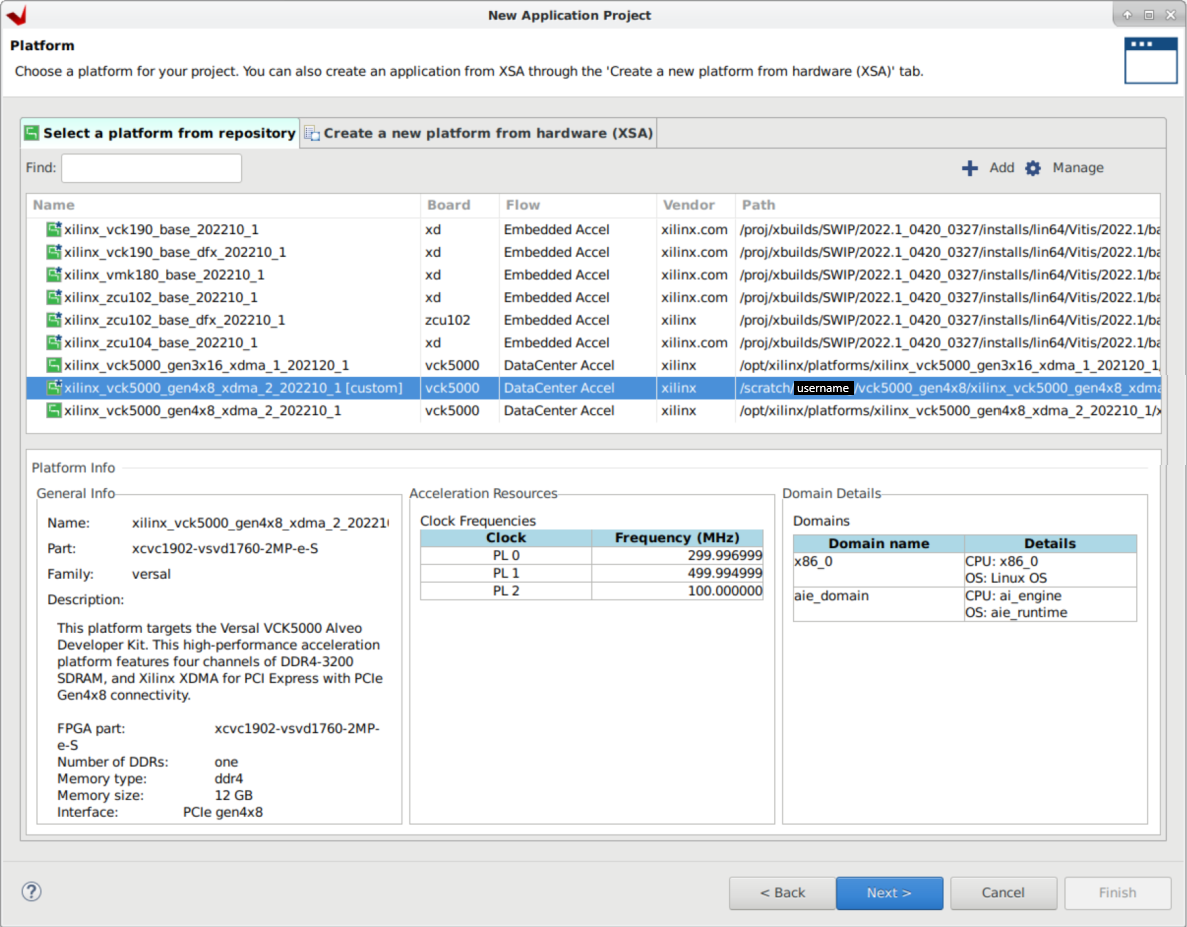 New Application Project
Platform
Choose a platform for your project. You can also create an application from XSA through the 'Create a new platform from hardware (XSA)' tab.
Select a platform from repository Create a new platform from hardware (XSA)
Find: Add Manage
Name Board Flow Vendor Path
xilinx_vck190_base_202210_1 xd Embedded Accel xilinx.com /proj/xbuilds/SWIP/2022.1_0420_0327/installs/lin64/Vitis/2022.1/ba
xilinx_vck190_base_dfx_202210_1 xd Embedded Accel xilinx.com /proj/xbuilds/SWIP/2022.1_0420_0327/installs/lin64/Vitis/2022.1/ba
xilinx_vmk180_base_202210_1 xd Embedded Accel xilinx.com /proj/xbuilds/SWIP/2022.1_0420_0327/installs/lin64/Vitis/2022.1/ba
xilinx_zcu102_base_202210_1 xd Embedded Accel xilinx.com /proj/xbuilds/SWIP/2022.1_0420_0327/installs/lin64/Vitis/2022.1/ba
xilinx_zcu102_base_dfx_202210_1 zcu102 Embedded Accel xilinx /proj/xbuilds/SWIP/2022.1_0420_0327/installs/lin64/Vitis/2022.1/ba
xilinx_zcu104_base_202210_1 xd Embedded Accel xilinx.com /proj/xbuilds/SWIP/2022.1_0420_0327/installs/lin64/Vitis/2022.1/ba
xilinx_vck5000_gen3x16_xdma_1_202120_1 vck5000 DataCenter Accel xilinx /opt/xilinx/platforms/xilinx_vck5000_gen3x16_xdma_1_202120_1/
xilinx_vck5000_gen4x8_xdma_2_202210_1 [custom] vck5000 DataCenter Accel xilinx /scratch/ username /vck5000_gen4x8/xilinx_vck5000_gen4x8_xdma
xilinx_vck5000_gen4x8_xdma_2_202210_1 vck5000 DataCenter Accel xilinx /opt/xilinx/platforms/xilinx_vck5000_gen4x8_xdma_2_202210_1/x
Platform Info
General Info
Name: xilinx_vck5000_gen4x8_xdma_2_20221
Part: xcvc1902-vsvd1760-2MP-e-S
Family: versal
Description:
This platform targets the Versal VCK5000 Alveo
Developer Kit. This high-performance acceleration
platform features four channels of DDR4-3200
SDRAM, and Xilinx XDMA for PCI Express with PCIe
Gen4x8 connectivity.
FPGA part: xcvc1902-vsvd1760-2MP-
e-S
Number of DDRs: one
Memory type: ddr4
Memory size: 12 GB
Interface: PCIe gen4x8
Acceleration Resources
Clock Frequencies
Clock Frequency (MHz)
PL 0 299.996999
PL 1 499.994999
PL 2 100.000000
Domain Details
Domains
Domain name Details
x86_0 CPU: x86_0
OS: Linux OS
aie_domain CPU: ai_engine
OS: aie_runtime
? < Back Next > Cancel Finish